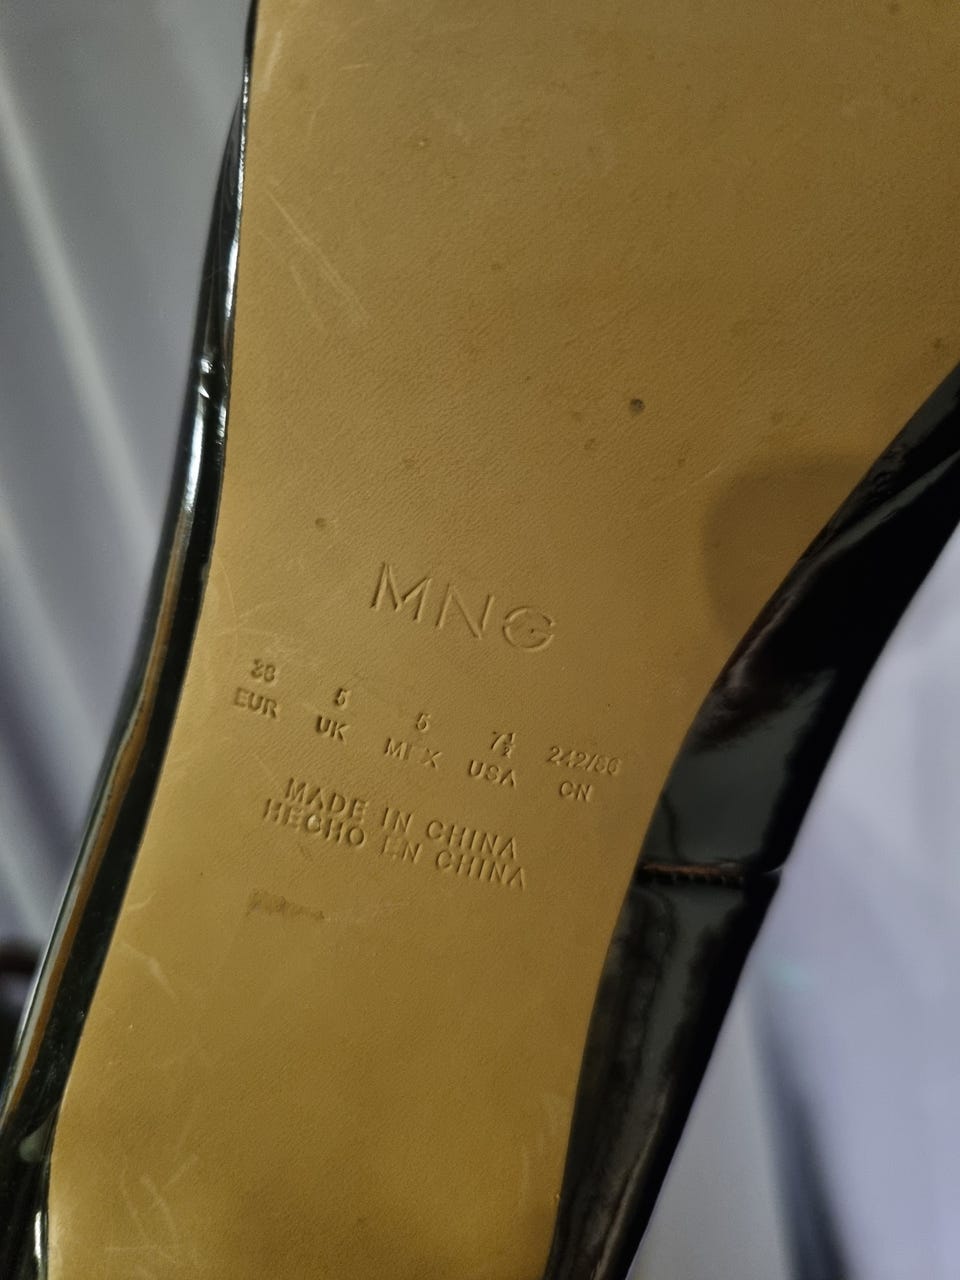 MNG
38 5 5 7½ 242/86
EUR UK MEX USA CN
MADE IN CHINA
HECHO EN CHINA